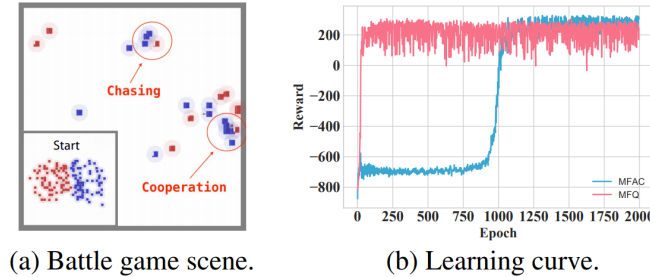 Chasing
Start
Cooperation
(a) Battle game scene.
200
0
−200
−400
−600
−800
Reward
0 250 500 750 1000 1250 1500 1750 2000
Epoch
MFAC
MFQ
(b) Learning curve.